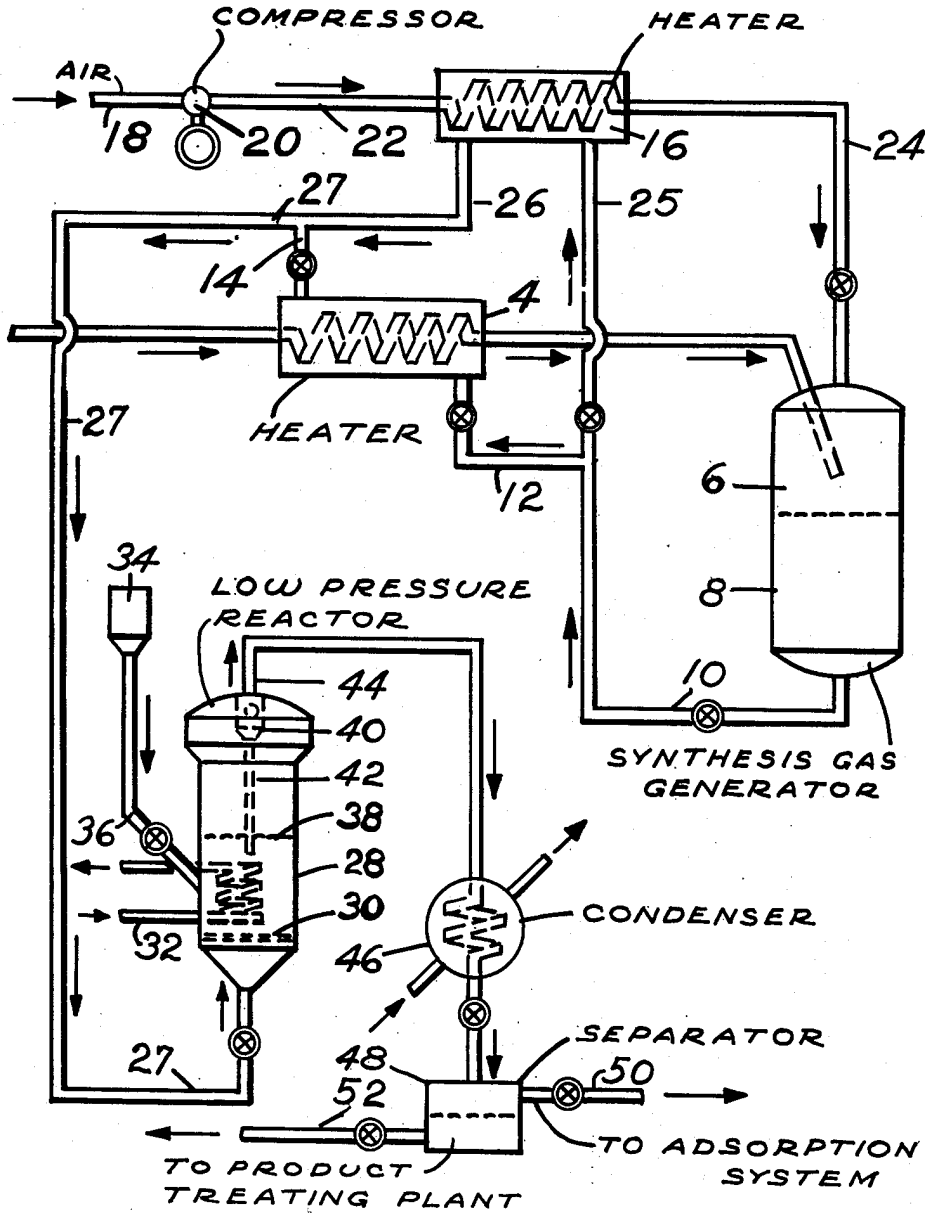 COMPRESSOR
HEATER
AIR
18
20
22
16
24
27
26
25
14
4
HEATER
12
27
6
8
34
LOW PRESSURE
REACTOR
10
44
40
SYNTHESIS GAS
GENERATOR
42
36
38
28
30
32
CONDENSER
46
SEPARATOR
48
27
52
50
TO ADSORPTION
SYSTEM
TO PRODUCT
TREATING PLANT